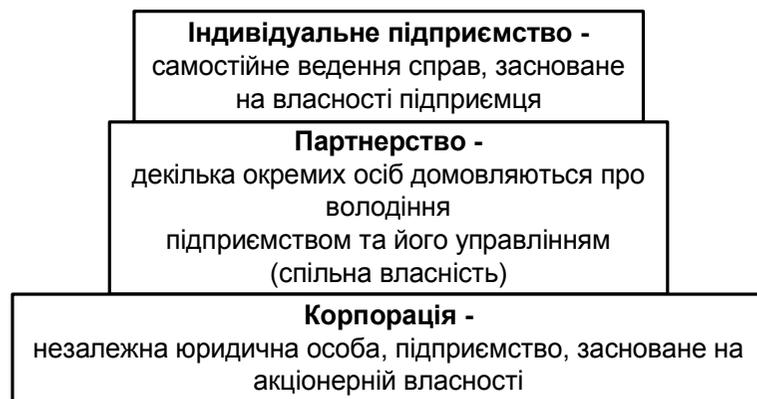 Індивідуальне підприємство -
самостійне ведення справ, засноване
на власності підприємця
Партнерство -
декілька окремих осіб домовляються про
володіння
підприємством та його управлінням
(спільна власність)
Корпорація -
незалежна юридична особа, підприємство, засноване на
акціонерній власності